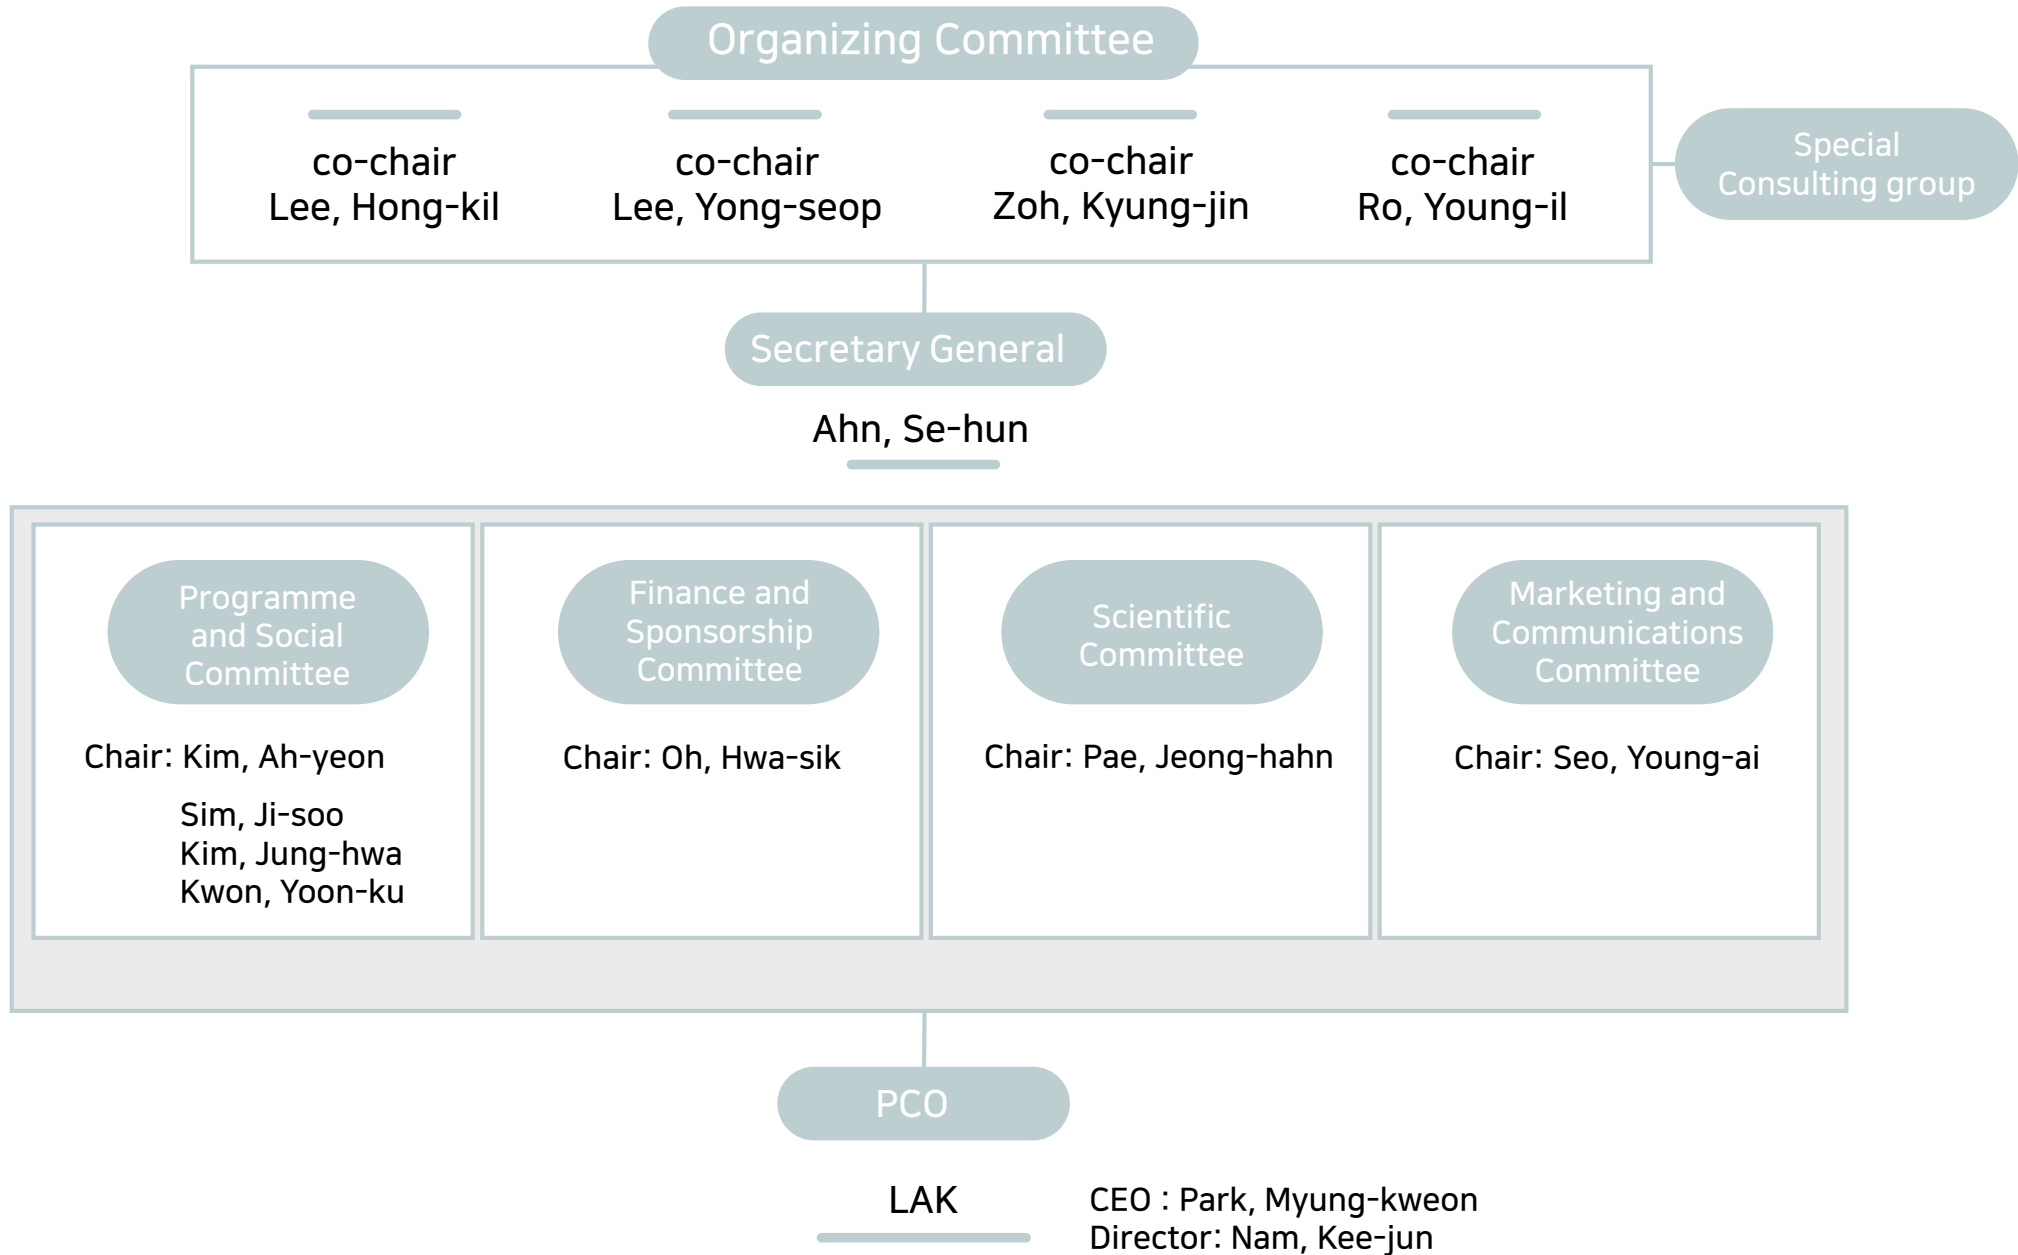 Organizing Committee
co-chair
Lee, Hong-kil
co-chair
Lee, Yong-seop
co-chair
Zoh, Kyung-jin
co-chair
Ro, Young-il
Special
Consulting group
Secretary General
Ahn, Se-hun
Programme
and Social
Committee
Chair: Kim, Ah-yeon
Sim, Ji-soo
Kim, Jung-hwa
Kwon, Yoon-ku
Finance and
Sponsorship
Committee
Chair: Oh, Hwa-sik
Scientific
Committee
Chair: Pae, Jeong-hahn
Marketing and
Communications
Committee
Chair: Seo, Young-ai
PCO
LAK
CEO : Park, Myung-kweon
Director: Nam, Kee-jun